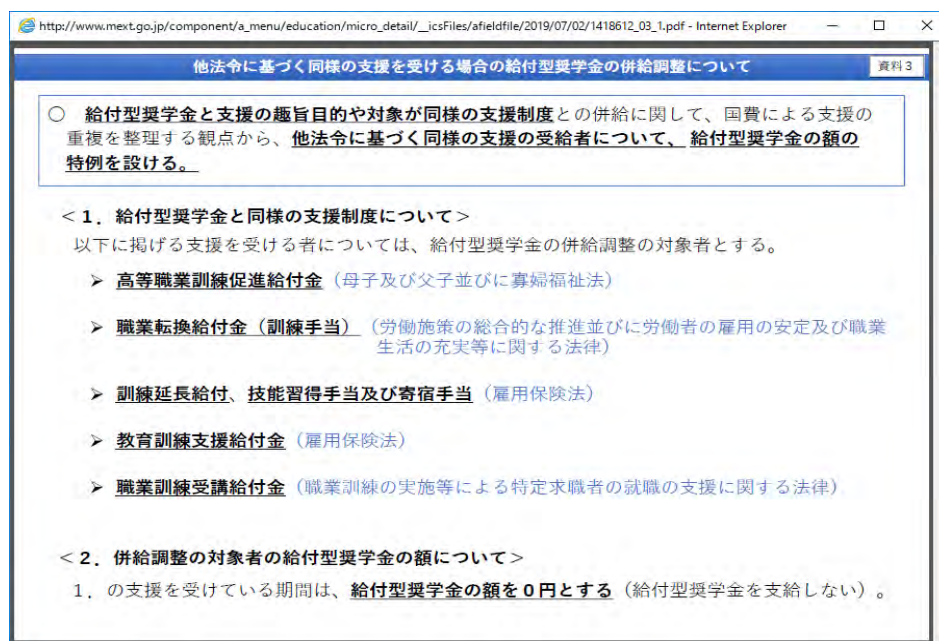 http://www.mext.go.jp/component/a_menu/education/micro_detail/__icsFiles/afieldfile/2019/07/02/1418612_03_1.pdf - Internet Explorer
他法令に基づく同様の支援を受ける場合の給付型奨学金の併給調整について
資料3
○ 給付型奨学金と支援の趣旨目的や対象が同様の支援制度との併給に関して、国費による支援の
重複を整理する観点から、他法令に基づく同様の支援の受給者について、 給付型奨学金の額の
特例を設ける。
＜1．給付型奨学金と同様の支援制度について＞
以下に掲げる支援を受ける者については、給付型奨学金の併給調整の対象者とする。
➢ 高等職業訓練促進給付金（母子及び父子並びに寡婦福祉法）
➢ 職業転換給付金（訓練手当）（労働施策の総合的な推進並びに労働者の雇用の安定及び職業
生活の充実等に関する法律）
➢ 訓練延長給付、技能習得手当及び寄宿手当（雇用保険法）
➢ 教育訓練支援給付金（雇用保険法）
➢ 職業訓練受講給付金（職業訓練の実施等による特定求職者の就職の支援に関する法律）
＜2．併給調整の対象者の給付型奨学金の額について＞
1．の支援を受けている期間は、給付型奨学金の額を0円とする（給付型奨学金を支給しない）。